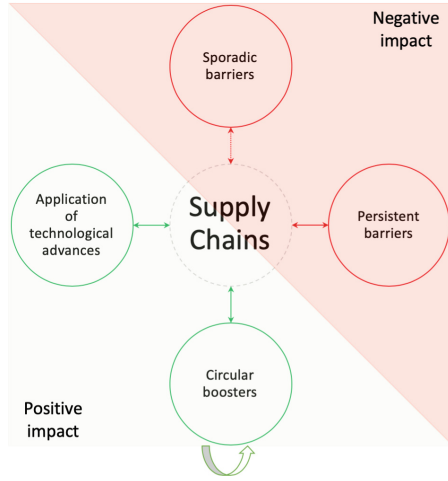 Negative
impact
Sporadic
barriers
Application
of
technological
advances
Supply
Chains
Persistent
barriers
Circular
boosters
Positive
impact